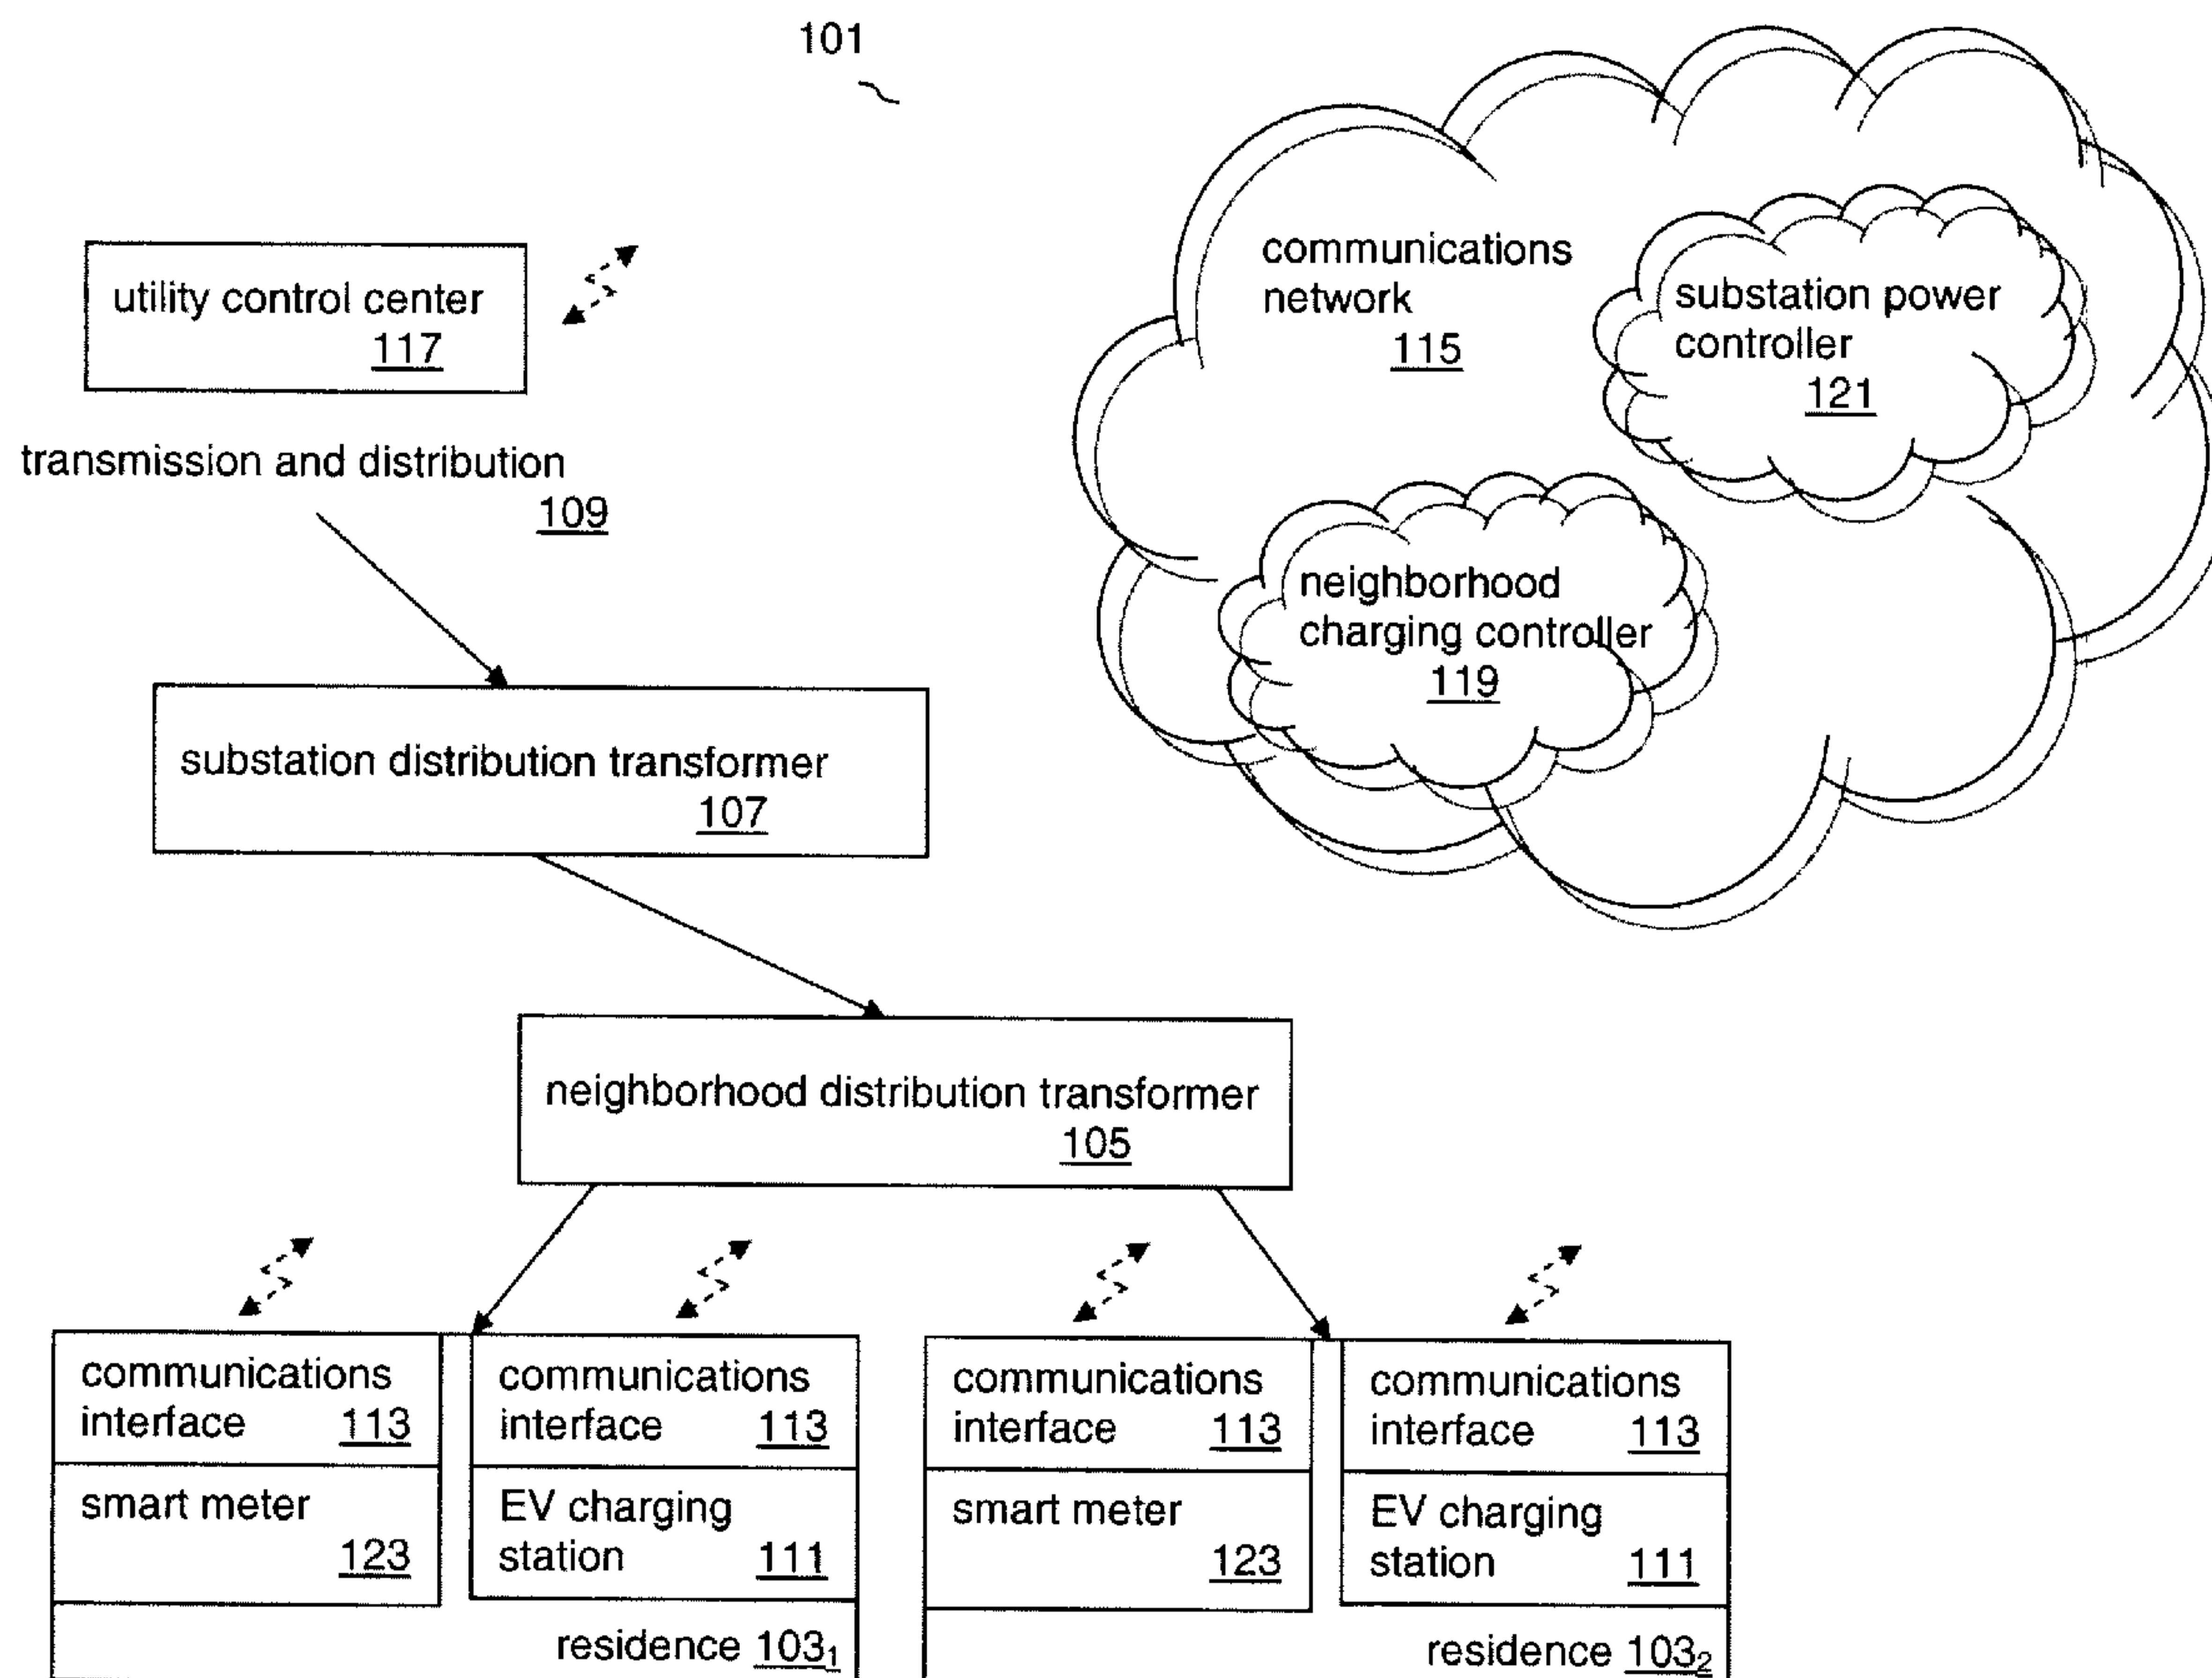 101
utility control center
117
communications
network
115
substation power
controller
121
transmission and distribution
109
neighborhood
charging controller
119
substation distribution transformer
107
neighborhood distribution transformer
105
communications
interface 113
smart meter
123
communications
interface 113
EV charging
station 111
residence 103₁
communications
interface 113
smart meter
123
communications
interface 113
EV charging
station 111
residence 103₂